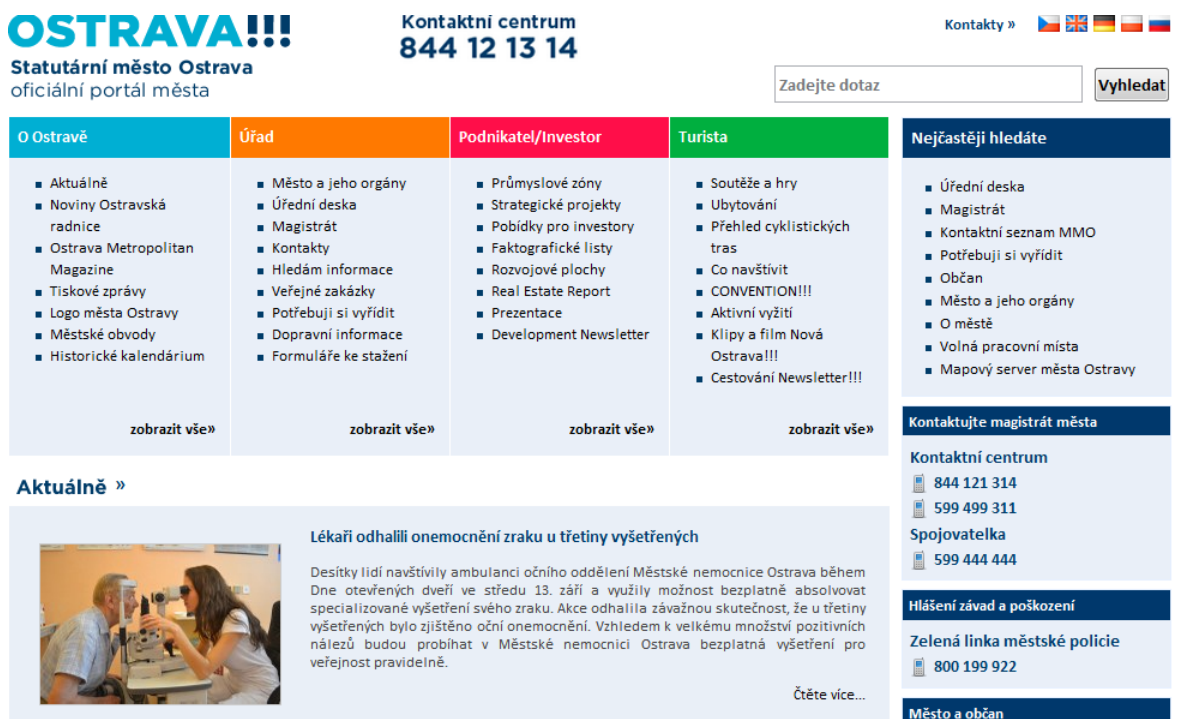 OSTRAVA!!!
Statutární město Ostrava
oficiální portál města
Kontaktní centrum
844 12 13 14
Kontakty »
Zadejte dotaz
Vyhledat
O Ostravě
Aktuálně
Noviny Ostravská
radnice
Ostrava Metropolitan
Magazine
Tiskové zprávy
Logo města Ostravy
Městské obvody
Historické kalendárium
zobrazit vše»
Úřad
Město a jeho orgány
Úřední deska
Magistrát
Kontakty
Hledám informace
Veřejné zakázky
Potřebuji si vyřídit
Dopravní informace
Formuláře ke stažení
zobrazit vše»
Podnikatel/Investor
Průmyslové zóny
Strategické projekty
Pobídky pro investory
Faktografické listy
Rozvojové plochy
Real Estate Report
Prezentace
Development Newsletter
zobrazit vše»
Turista
Soutěže a hry
Ubytování
Přehled cyklistických
tras
Co navštívit
CONVENTION!!!
Aktivní vyžití
Klipy a film Nová
Ostrava!!!
Cestování Newsletter!!!
zobrazit vše»
Nejčastěji hledáte
Úřední deska
Magistrát
Kontaktní seznam MMO
Potřebuji si vyřídit
Občan
Město a jeho orgány
O městě
Volná pracovní místa
Mapový server města Ostravy
Kontaktujte magistrát města
Kontaktní centrum
844 121 314
599 499 311
Spojovatelka
599 444 444
Hlášení závad a poškození
Zelená linka městské policie
800 199 922
Město a občan
Aktuálně »
Lékaři odhalili onemocnění zraku u třetiny vyšetřených
Desítky lidí navštívily ambulanci očního oddělení Městské nemocnice Ostrava během
Dne otevřených dveří ve středu 13. září a využily možnost bezplatně absolvovat
specializované vyšetření svého zraku. Akce odhalila závažnou skutečnost, že u třetiny
vyšetřených bylo zjištěno oční onemocnění. Vzhledem k velkému množství pozitivních
nálezů budou probíhat v Městské nemocnici Ostrava bezplatná vyšetření pro
veřejnost pravidelně.
Čtěte více...